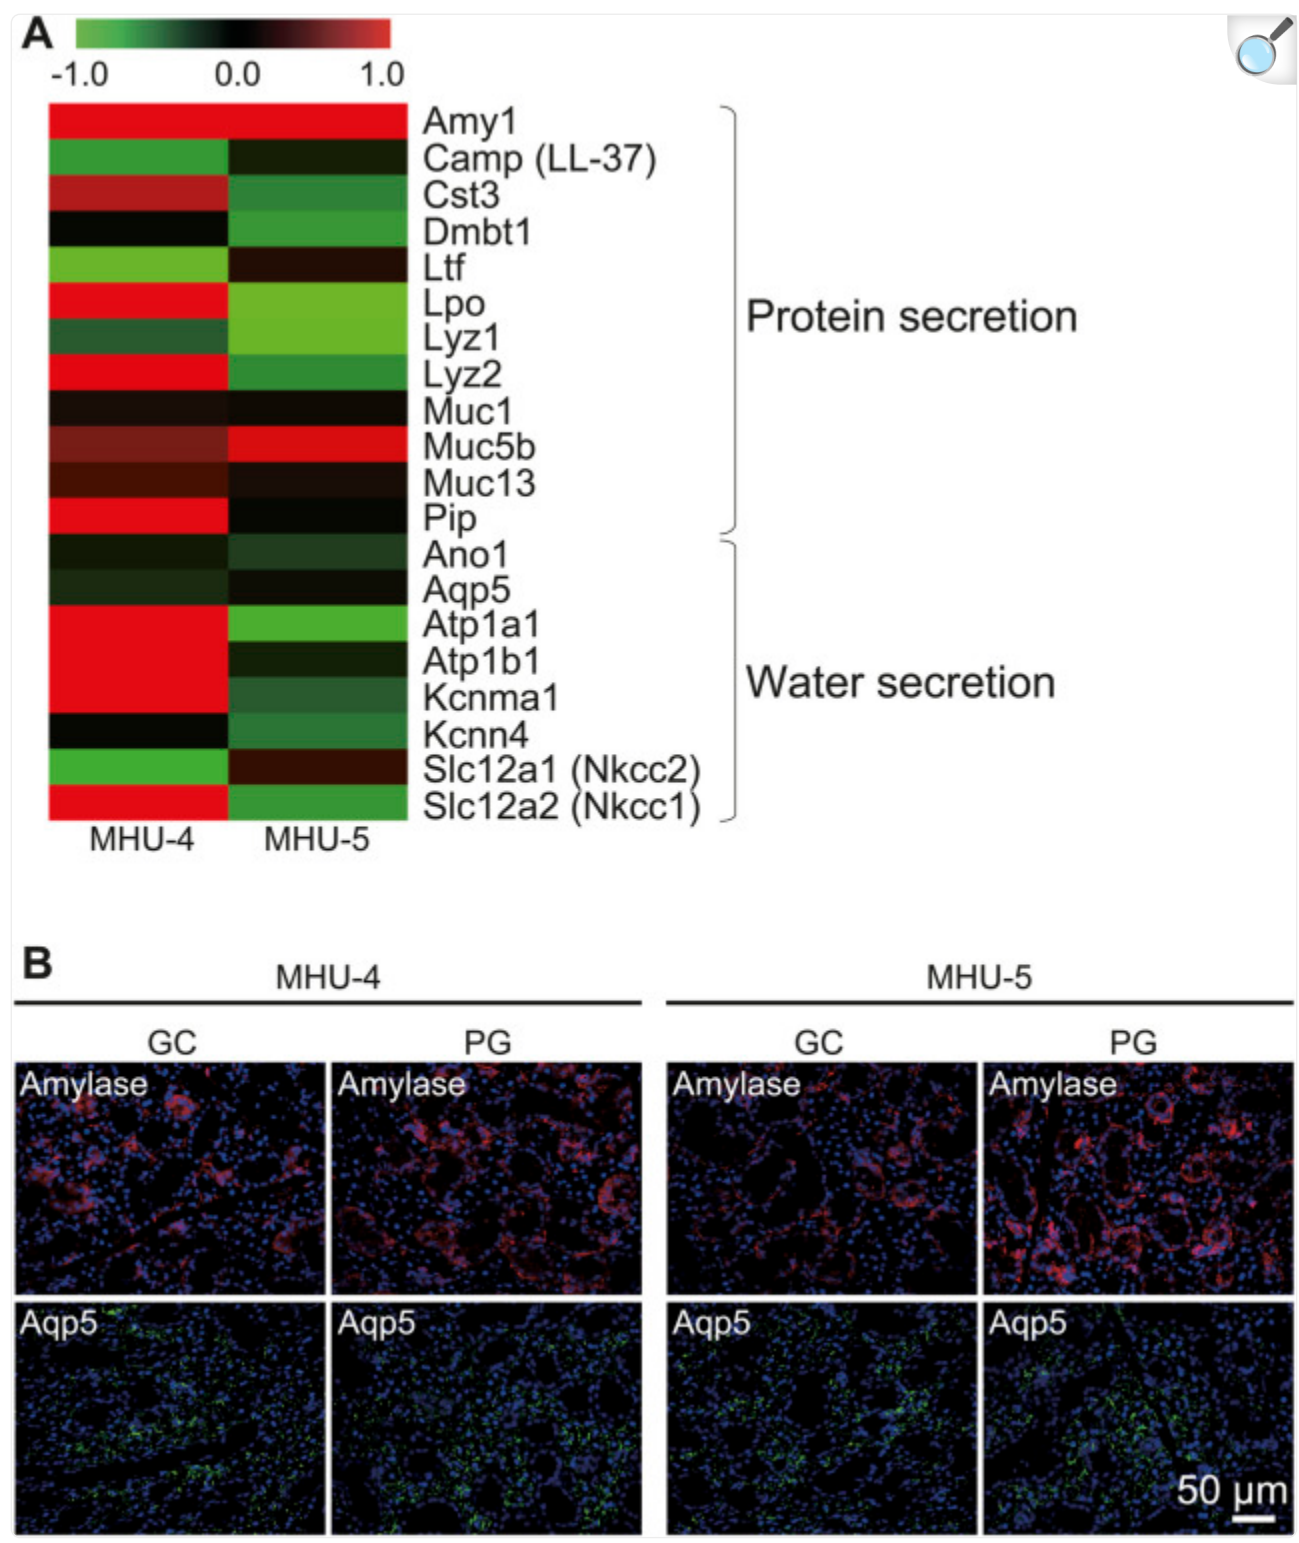 A
-1.0 0.0 1.0
Amy1
Camp (LL-37)
Cst3
Dmbt1
Ltf
Lpo
Lyz1
Lyz2
Muc1
Muc5b
Muc13
Pip
Protein secretion
Ano1
Aqp5
Atp1a1
Atp1b1
Kcnma1
Kcnn4
Slc12a1 (Nkcc2)
Slc12a2 (Nkcc1)
Water secretion
MHU-4 MHU-5
B
MHU-4 MHU-5
GC PG GC PG
Amylase Amylase Amylase Amylase
Aqp5 Aqp5 Aqp5 Aqp5
50 µm